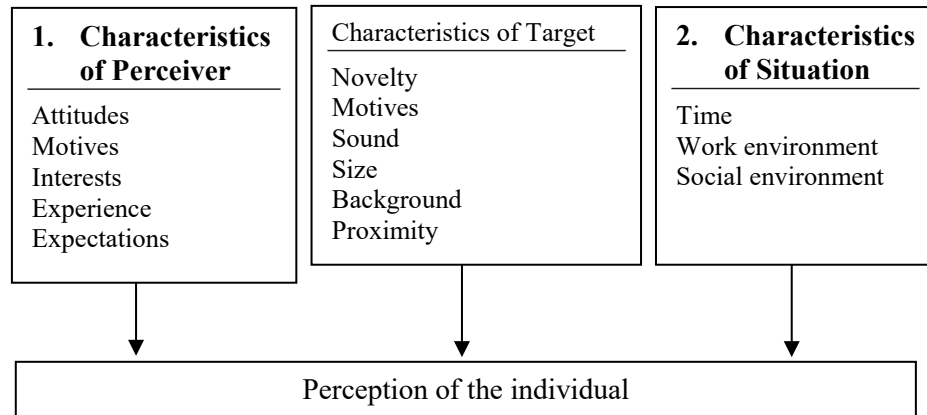 1. Characteristics
of Perceiver
Attitudes
Motives
Interests
Experience
Expectations
Characteristics of Target
Novelty
Motives
Sound
Size
Background
Proximity
2. Characteristics
of Situation
Time
Work environment
Social environment
Perception of the individual